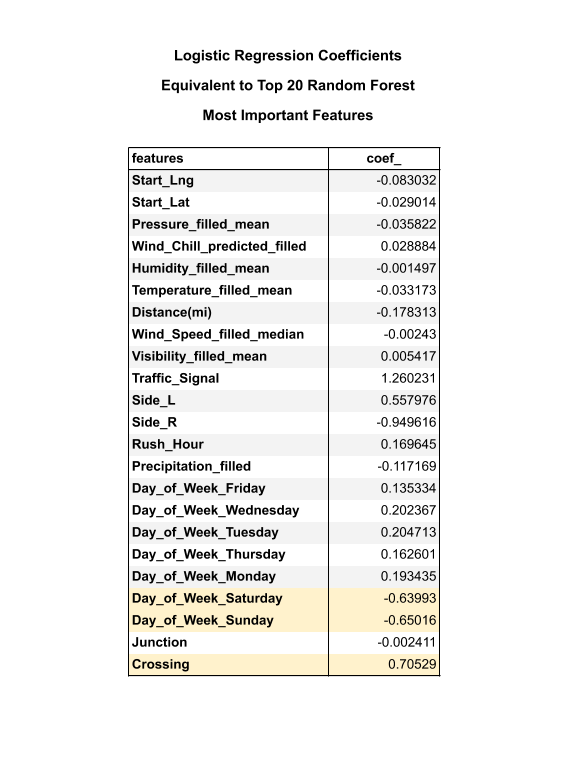 Logistic Regression Coefficients
Equivalent to Top 20 Random Forest
Most Important Features
features coef_
Start_Lng -0.083032
Start_Lat -0.029014
Pressure_filled_mean -0.035822
Wind_Chill_predicted_filled 0.028884
Humidity_filled_mean -0.001497
Temperature_filled_mean -0.033173
Distance(mi) -0.178313
Wind_Speed_filled_median -0.00243
Visibility_filled_mean 0.005417
Traffic_Signal 1.260231
Side_L 0.557976
Side_R -0.949616
Rush_Hour 0.169645
Precipitation_filled -0.117169
Day_of_Week_Friday 0.135334
Day_of_Week_Wednesday 0.202367
Day_of_Week_Tuesday 0.204713
Day_of_Week_Thursday 0.162601
Day_of_Week_Monday 0.193435
Day_of_Week_Saturday -0.63993
Day_of_Week_Sunday -0.65016
Junction -0.002411
Crossing 0.70529